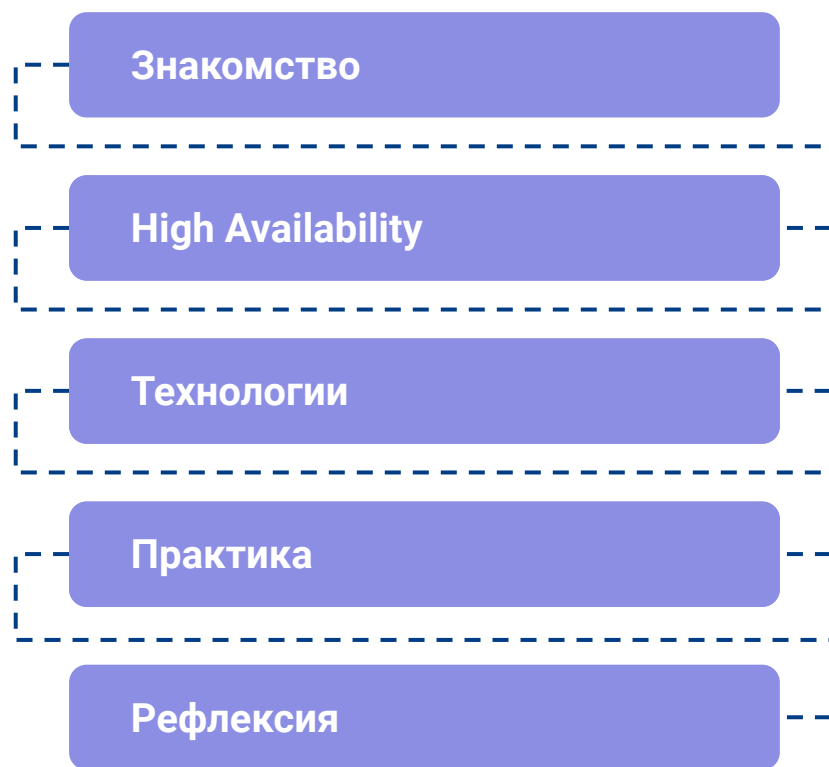 Знакомство
High Availability
Технологии
Практика
Рефлексия